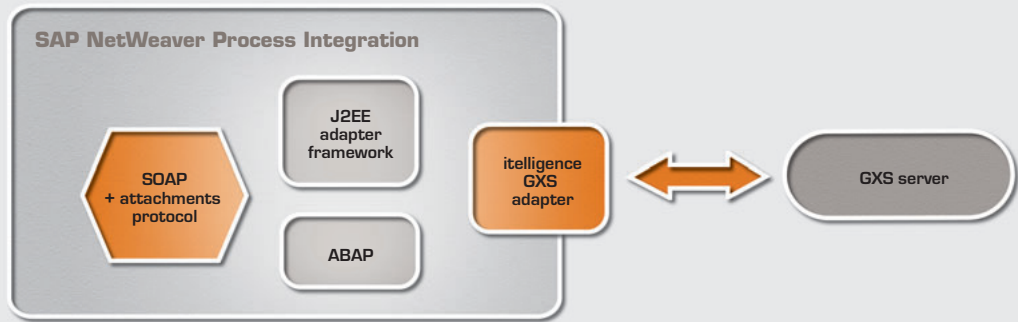 SAP NetWeaver Process Integration
J2EE
adapter
framework
SOAP
+ attachments
protocol
ABAP
itelligence
GXS
adapter
GXS server